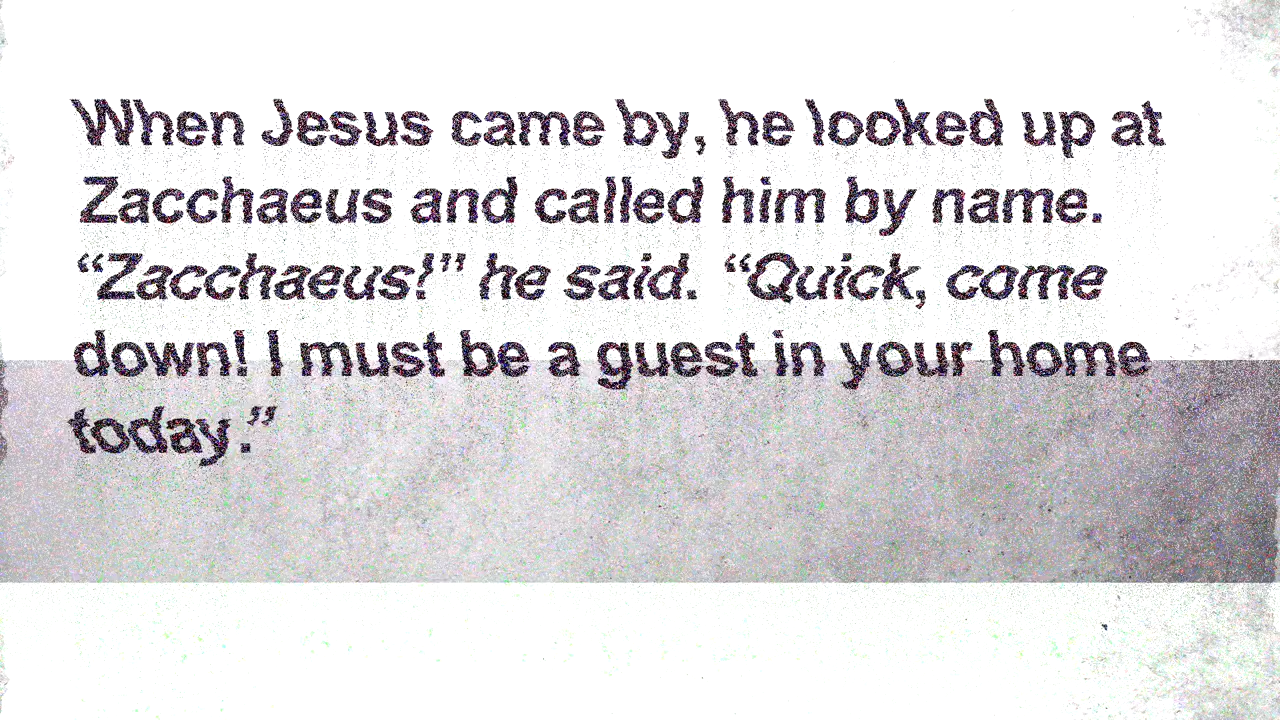 When Jesus came by, he looked up at
Zacchaeus and called him by name.
“Zacchaeus!” he said. “Quick, come
down! I must be a guest in your home
today.”